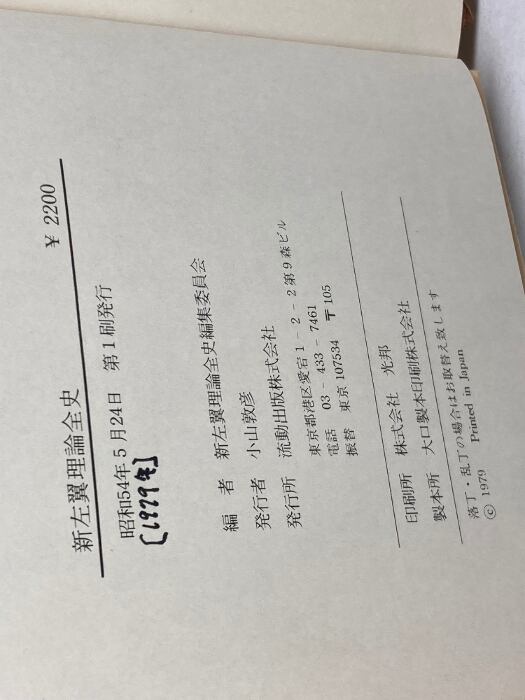 新左翼理論全史 ¥ 2200
昭和54年5月24日 第1刷発行
[1979年]
編者 新左翼理論全史編集委員会
発行者 小山敦彦
発行所 流動出版株式会社
東京都港区愛宕1-2-2第9森ビル
電話 03-433-7461
振替 東京 107534 〒105
印刷所 株式会社 光邦
製本所 大口製本印刷株式会社
落丁・乱丁の場合はお取替え致します
© 1979 Printed in Japan